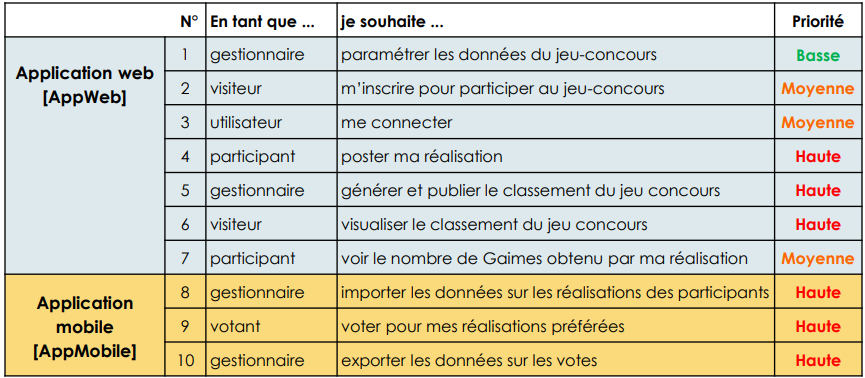 N° En tant que ... je souhaite ... Priorité
Application web
[AppWeb]
1 gestionnaire paramétrer les données du jeu-concours Basse
2 visiteur m’inscrire pour participer au jeu-concours Moyenne
3 utilisateur me connecter Moyenne
4 participant poster ma réalisation Haute
5 gestionnaire générer et publier le classement du jeu concours Haute
6 visiteur visualiser le classement du jeu concours Haute
7 participant voir le nombre de Gaimes obtenu par ma réalisation Moyenne
Application
mobile
[AppMobile]
8 gestionnaire importer les données sur les réalisations des participants Haute
9 votant voter pour mes réalisations préférées Haute
10 gestionnaire exporter les données sur les votes Haute